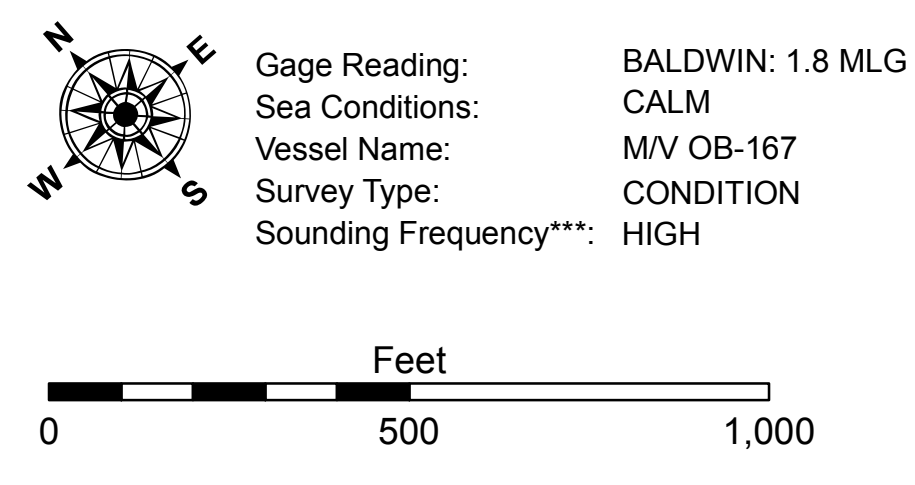 N
E
W
S
Gage Reading: BALDWIN: 1.8 MLG
Sea Conditions: CALM
Vessel Name: M/V OB-167
Survey Type: CONDITION
Sounding Frequency***: HIGH
Feet
0 500 1,000